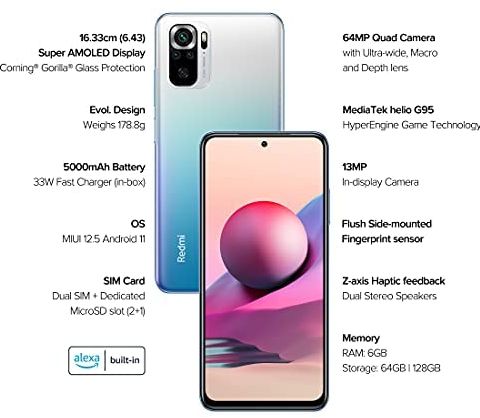 16.33cm (6.43)
Super AMOLED Display
Corning® Gorilla® Glass Protection
Evol. Design
Weighs 178.8g
5000mAh Battery
33W Fast Charger (in-box)
OS
MIUI 12.5 Android 11
SIM Card
Dual SIM + Dedicated
MicroSD slot (2+1)
alexa built-in
Redmi
64MP Quad Camera
with Ultra-wide, Macro
and Depth lens
MediaTek helio G95
HyperEngine Game Technology
13MP
In-display Camera
Flush Side-mounted
Fingerprint sensor
Z-axis Haptic feedback
Dual Stereo Speakers
Memory
RAM: 6GB
Storage: 64GB | 128GB